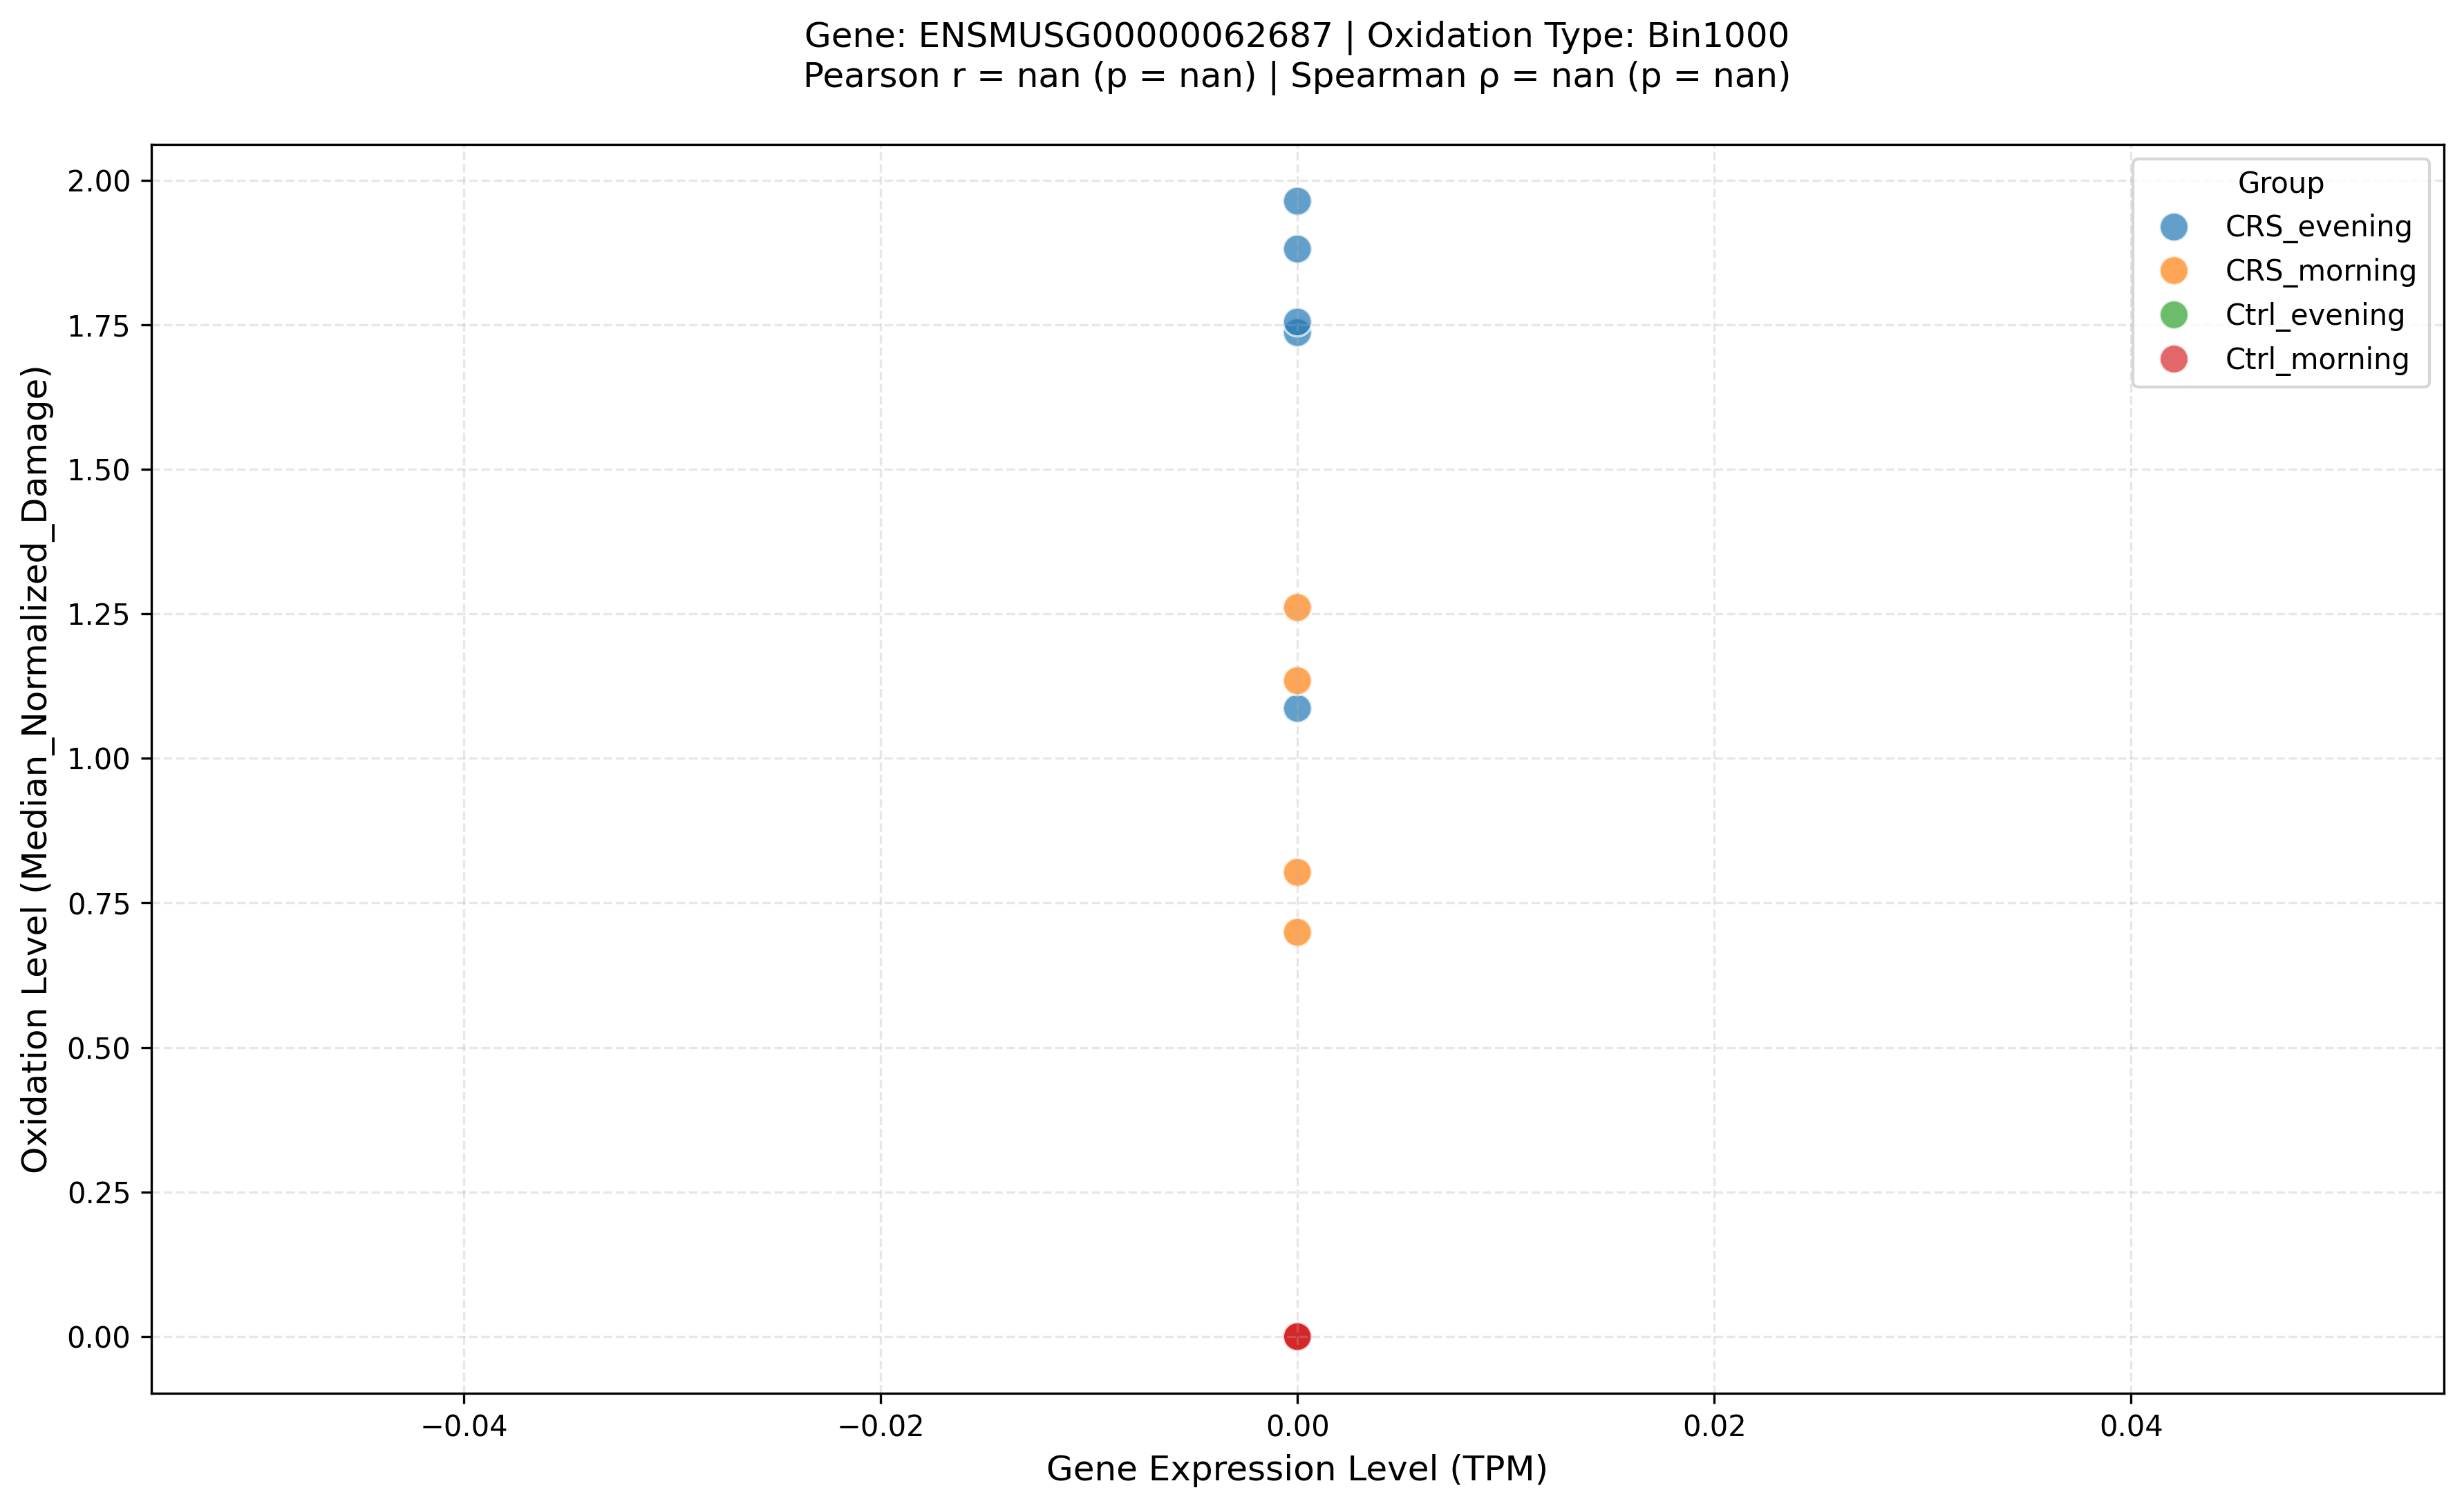 Gene: ENSMUSG00000062687 | Oxidation Type: Bin1000
Pearson r = nan (p = nan) | Spearman ρ = nan (p = nan)
Oxidation Level (Median_Normalized_Damage)
2.00
1.75
1.50
1.25
1.00
0.75
0.50
0.25
0.00
Group
CRS_evening
CRS_morning
Ctrl_evening
Ctrl_morning
−0.04
−0.02
0.00
0.02
0.04
Gene Expression Level (TPM)